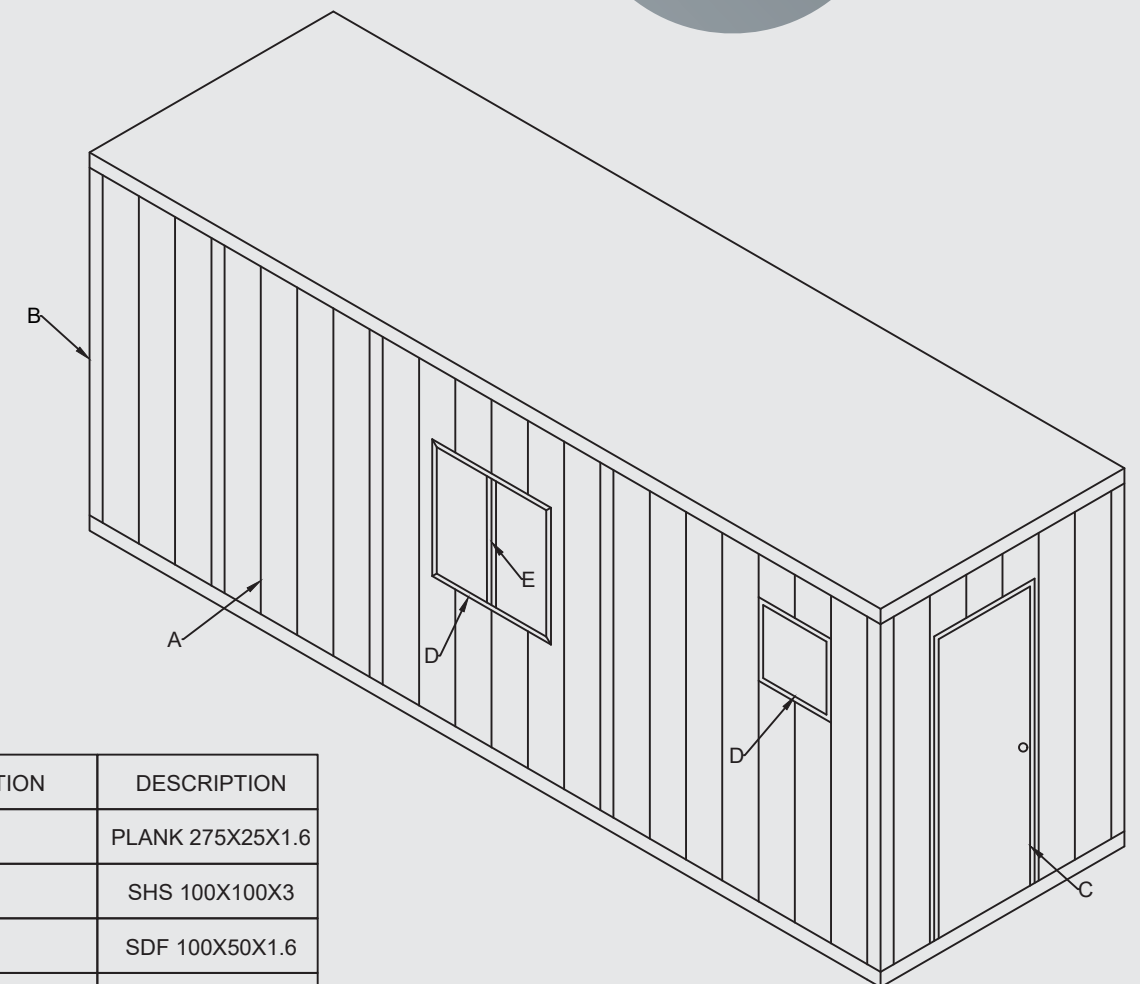 B
E
A
D
D
C
TION
DESCRIPTION
PLANK 275X25X1.6
SHS 100X100X3
SDF 100X50X1.6